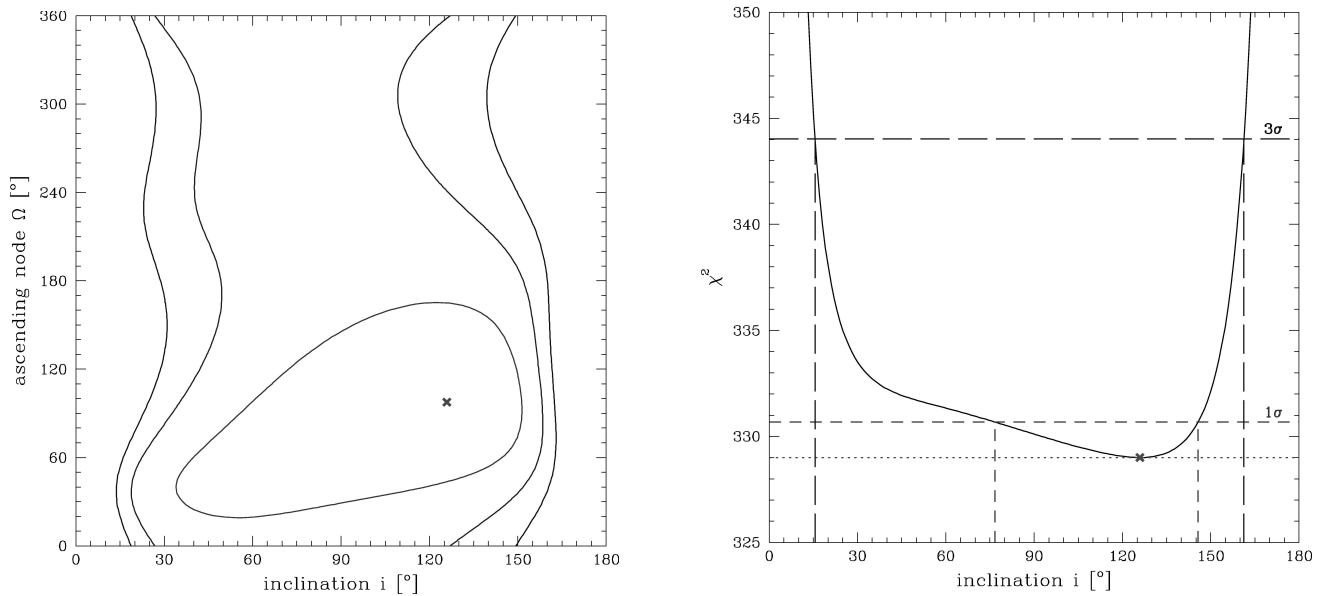 360
300
240
180
120
60
0
ascending node Ω [°]
0 30 60 90 120 150 180
inclination i [°]
350
345
340
335
330
325
χ²
3σ
1σ
0 30 60 90 120 150 180
inclination i [°]